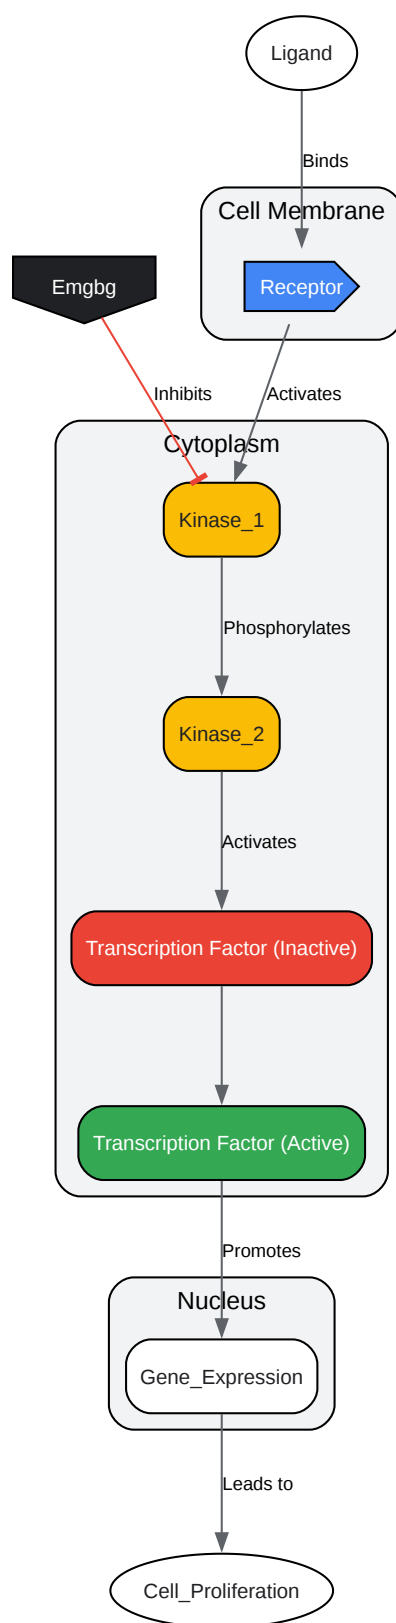 Ligand
Binds
Cell Membrane
Receptor
Emgbg
Inhibits
Activates
Cytoplasm
Kinase_1
Phosphorylates
Kinase_2
Activates
Transcription Factor (Inactive)
Transcription Factor (Active)
Promotes
Nucleus
Gene_Expression
Leads to
Cell_Proliferation